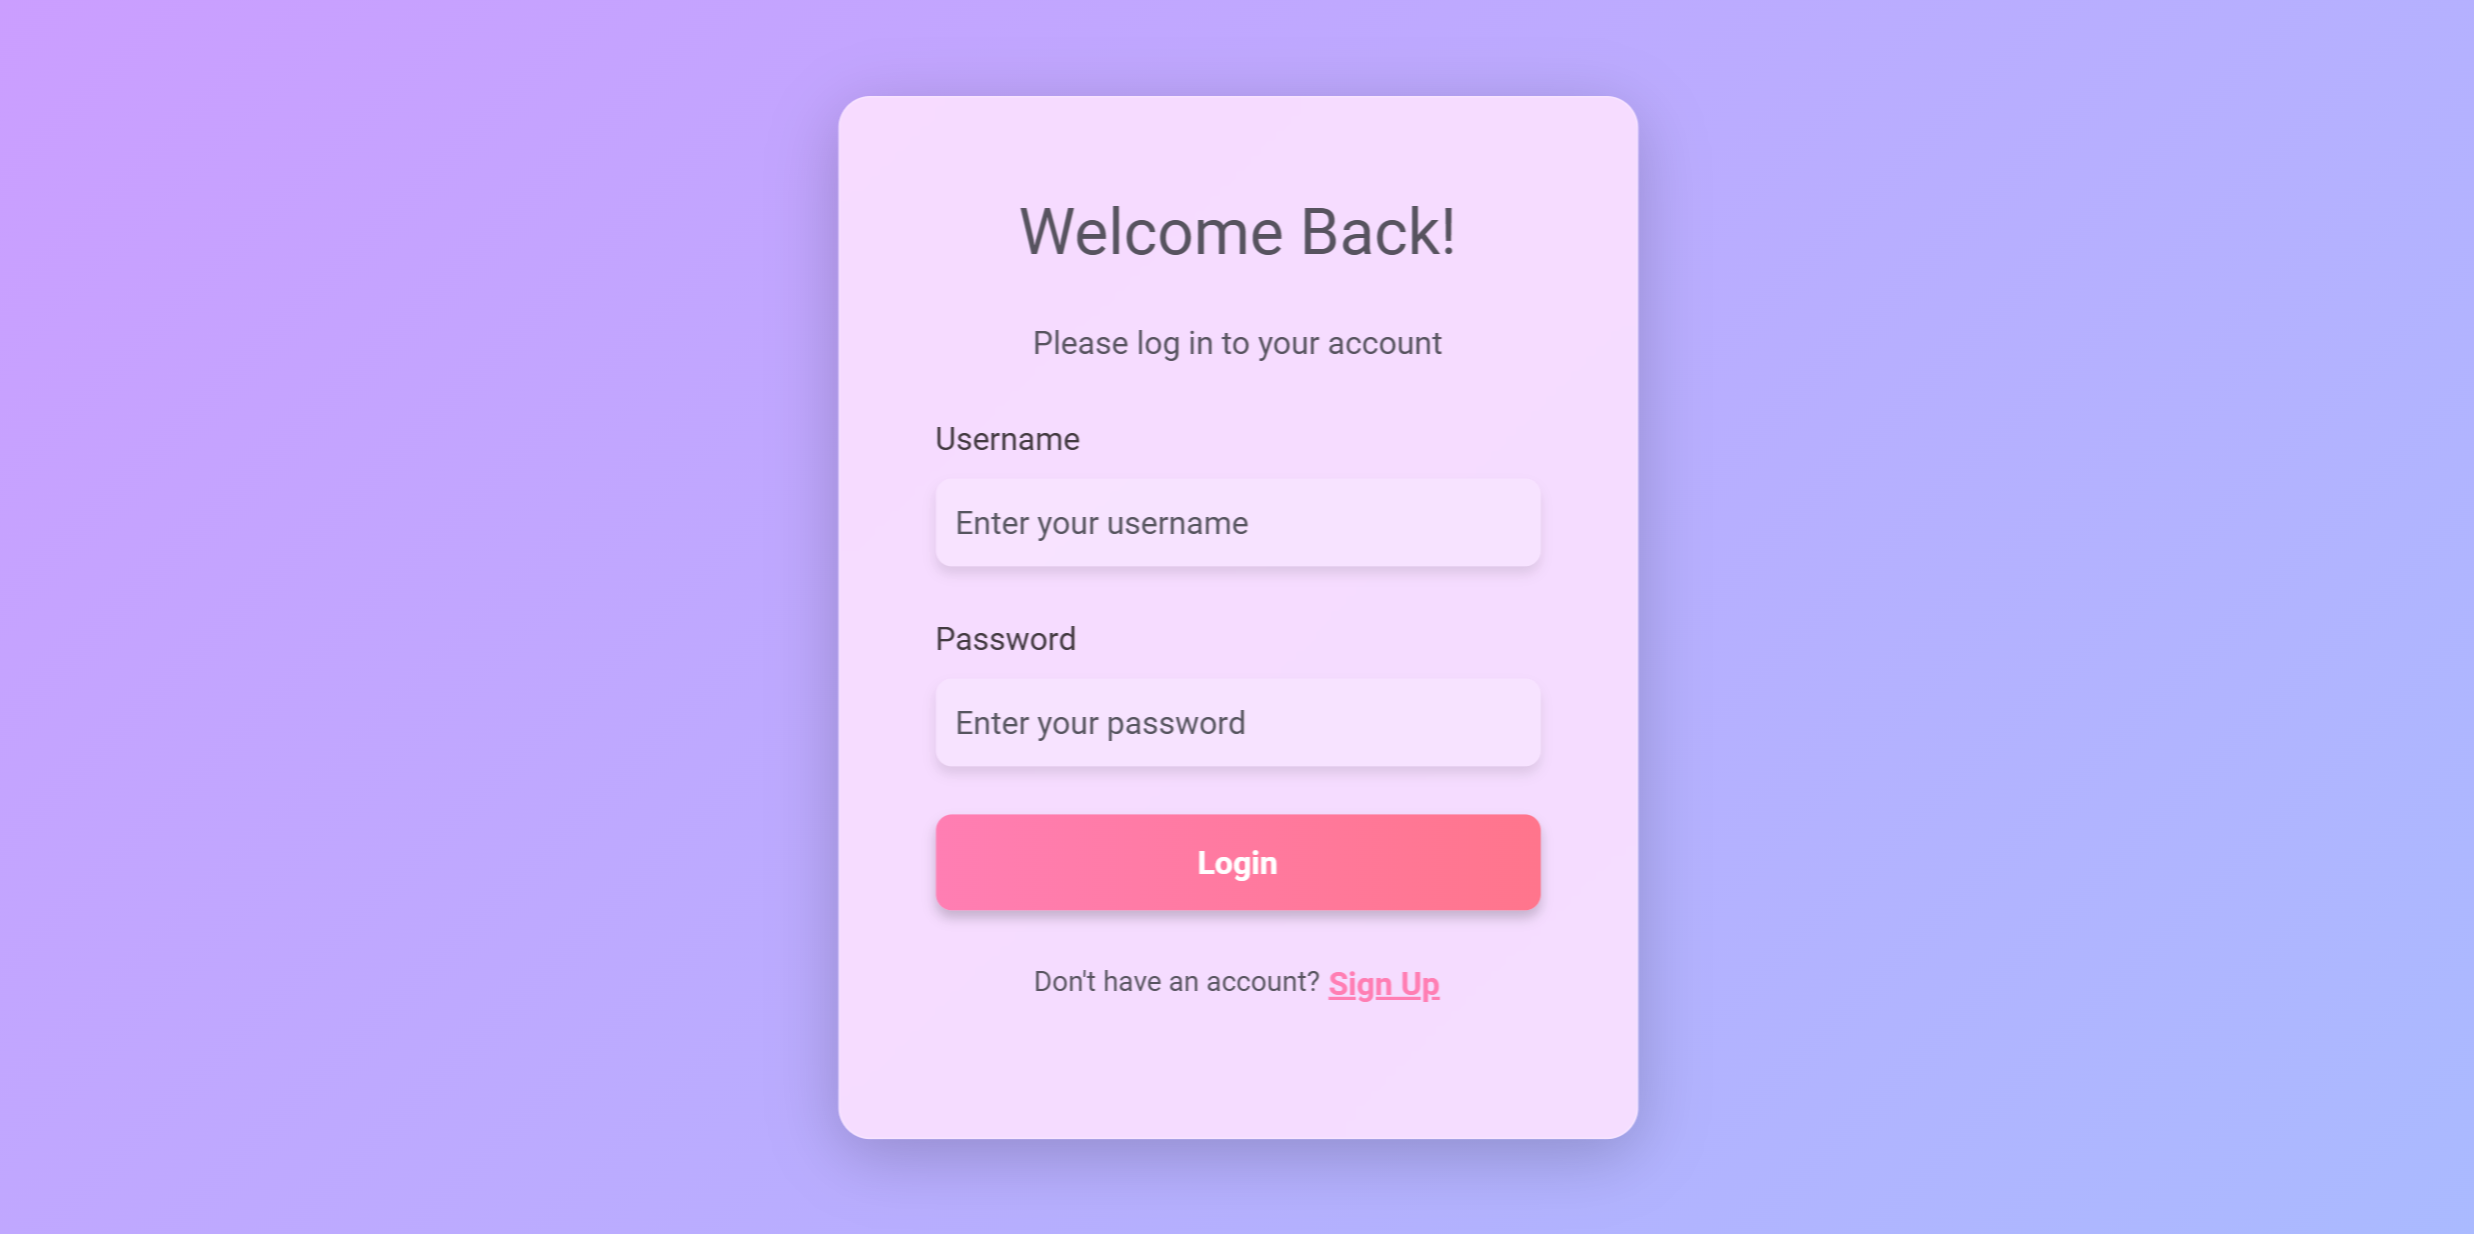 Welcome Back!
Please log in to your account
Username
Enter your username
Password
Enter your password
Login
Don't have an account? Sign Up